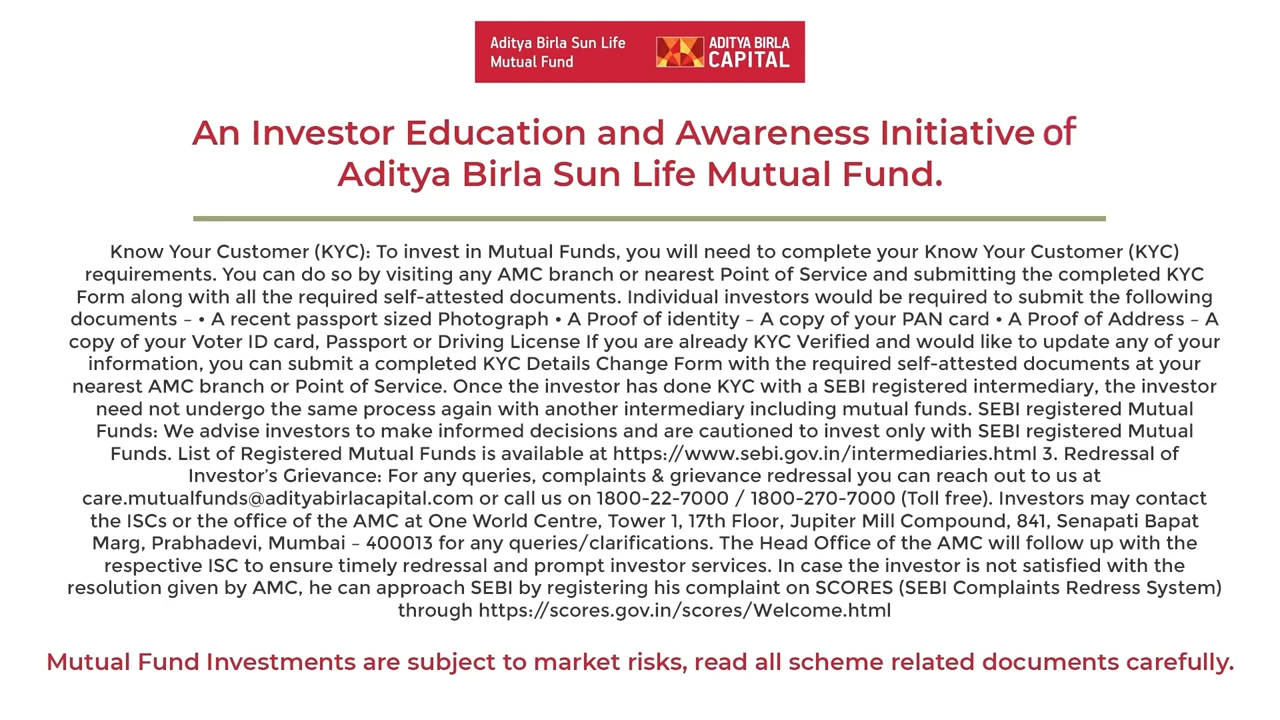 Aditya Birla Sun Life
Mutual Fund
ADITYA BIRLA
CAPITAL
An Investor Education and Awareness Initiative of
Aditya Birla Sun Life Mutual Fund.
Know Your Customer (KYC): To invest in Mutual Funds, you will need to complete your Know Your Customer (KYC)
requirements. You can do so by visiting any AMC branch or nearest Point of Service and submitting the completed KYC
Form along with all the required self-attested documents. Individual investors would be required to submit the following
documents – • A recent passport sized Photograph • A Proof of identity – A copy of your PAN card • A Proof of Address – A
copy of your Voter ID card, Passport or Driving License If you are already KYC Verified and would like to update any of your
information, you can submit a completed KYC Details Change Form with the required self-attested documents at your
nearest AMC branch or Point of Service. Once the investor has done KYC with a SEBI registered intermediary, the investor
need not undergo the same process again with another intermediary including mutual funds. SEBI registered Mutual
Funds: We advise investors to make informed decisions and are cautioned to invest only with SEBI registered Mutual
Funds. List of Registered Mutual Funds is available at https://www.sebi.gov.in/intermediaries.html 3. Redressal of
Investor’s Grievance: For any queries, complaints & grievance redressal you can reach out to us at
care.mutualfunds@adityabirlacapital.com or call us on 1800-22-7000 / 1800-270-7000 (Toll free). Investors may contact
the ISCs or the office of the AMC at One World Centre, Tower 1, 17th Floor, Jupiter Mill Compound, 841, Senapati Bapat
Marg, Prabhadevi, Mumbai – 400013 for any queries/clarifications. The Head Office of the AMC will follow up with the
respective ISC to ensure timely redressal and prompt investor services. In case the investor is not satisfied with the
resolution given by AMC, he can approach SEBI by registering his complaint on SCORES (SEBI Complaints Redress System)
through https://scores.gov.in/scores/Welcome.html
Mutual Fund Investments are subject to market risks, read all scheme related documents carefully.